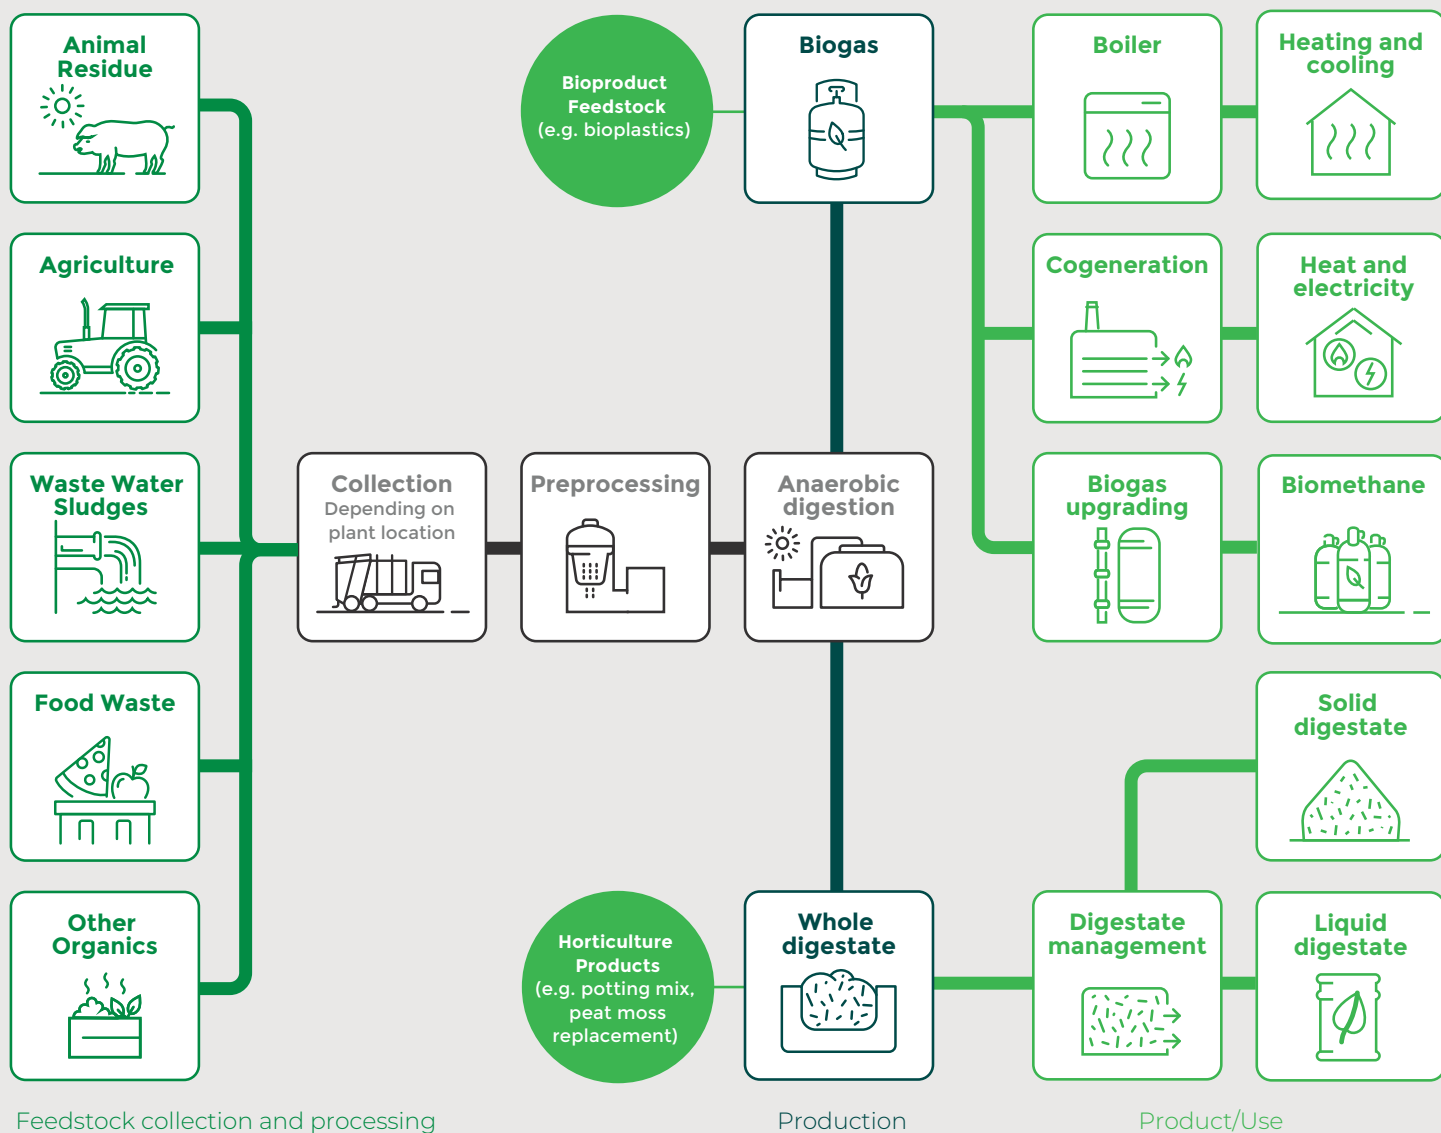 Animal
Residue
Agriculture
Waste Water
Sludges
Food Waste
Other
Organics
Collection
Depending on
plant location
Preprocessing
Anaerobic
digestion
Bioproduct
Feedstock
(e.g. bioplastics)
Biogas
Boiler
Heating and
cooling
Cogeneration
Heat and
electricity
Biogas
upgrading
Biomethane
Solid
digestate
Horticulture
Products
(e.g. potting mix,
peat moss
replacement)
Whole
digestate
Digestate
management
Liquid
digestate
Feedstock collection and processing
Production
Product/Use